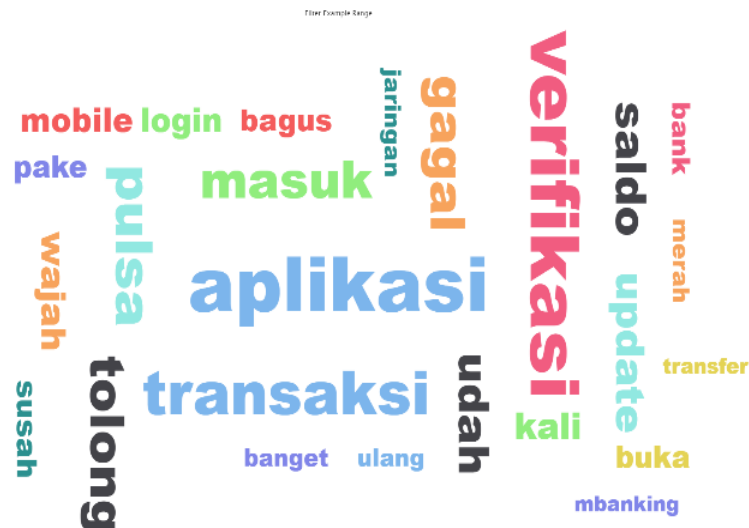 Filter Example Range
verifikasi
jaringan
gagal
mobile login bagus
saldo
bank
pake
pulsa
masuk
wajah
merah
aplikasi
update
tolong
transaksi
udah
transfer
susah
kali
banget
ulang
buka
mbanking